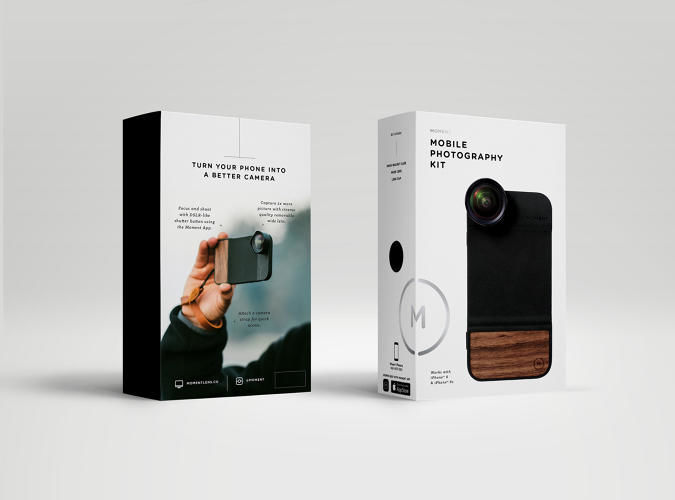 TURN YOUR PHONE INTO
A BETTER CAMERA
Focus and shoot
with DSLR-like
shutter button using
the Moment App.
Capture 2x more
picture with cinema
quality removable
wide lens.
Attach a camera
strap for quick
access.
MOMENTLENS.CO
@MOMENT
MOMENT
MOBILE
PHOTOGRAPHY
KIT
M
Works with
iPhone® 6
& iPhone® 6s
App Store